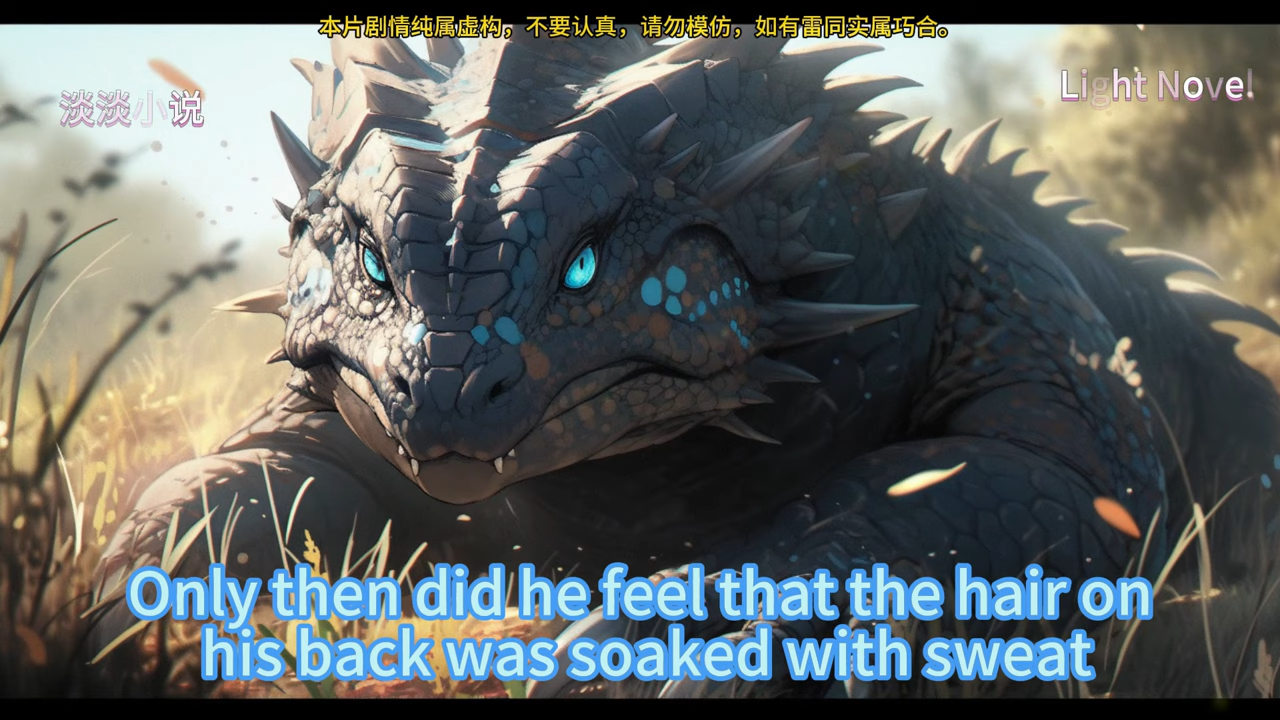 本片剧情纯属虚构，不要认真，请勿模仿，如有雷同实属巧合。
淡淡小说
Light Novel
Only then did he feel that the hair on
his back was soaked with sweat